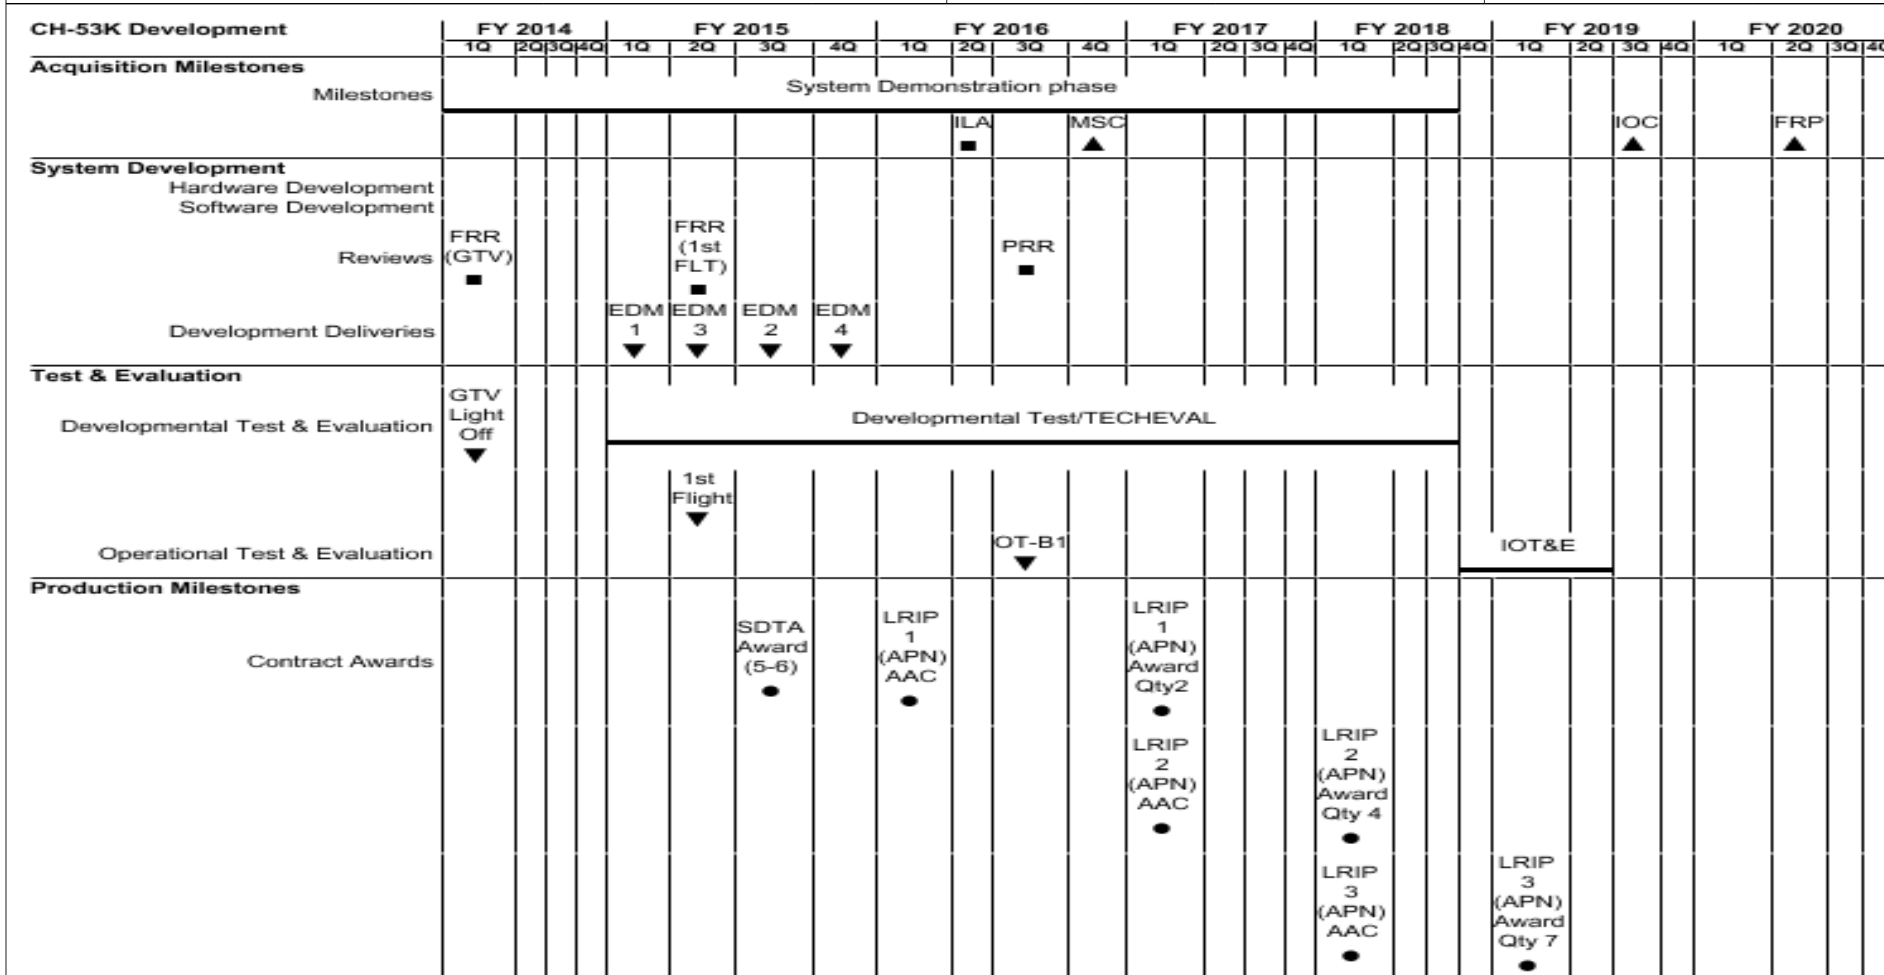 CH-53K Development FY 2014 FY 2015 FY 2016 FY 2017 FY 2018 FY 2019 FY 2020
1Q 2Q 3Q 4Q 1Q 2Q 3Q 4Q 1Q 2Q 3Q 4Q 1Q 2Q 3Q 4Q 1Q 2Q 3Q 4Q 1Q 2Q 3Q 4Q 1Q 2Q 3Q 4Q
Acquisition Milestones
Milestones
System Demonstration phase
ILA
MSC
IOC
FRP
System Development
Hardware Development
Software Development
Reviews
FRR
(GTV)
FRR
(1st
FLT)
PRR
Development Deliveries
EDM
1
EDM
3
EDM
2
EDM
4
Test & Evaluation
Developmental Test & Evaluation
GTV
Light
Off
Developmental Test/TECHEVAL
1st
Flight
Operational Test & Evaluation
OT-B1
IOT&E
Production Milestones
Contract Awards
SDTA
Award
(5-6)
LRIP
1
(APN)
AAC
LRIP
1
(APN)
Award
Qty2
LRIP
2
(APN)
AAC
LRIP
2
(APN)
Award
Qty 4
LRIP
3
(APN)
AAC
LRIP
3
(APN)
Award
Qty 7